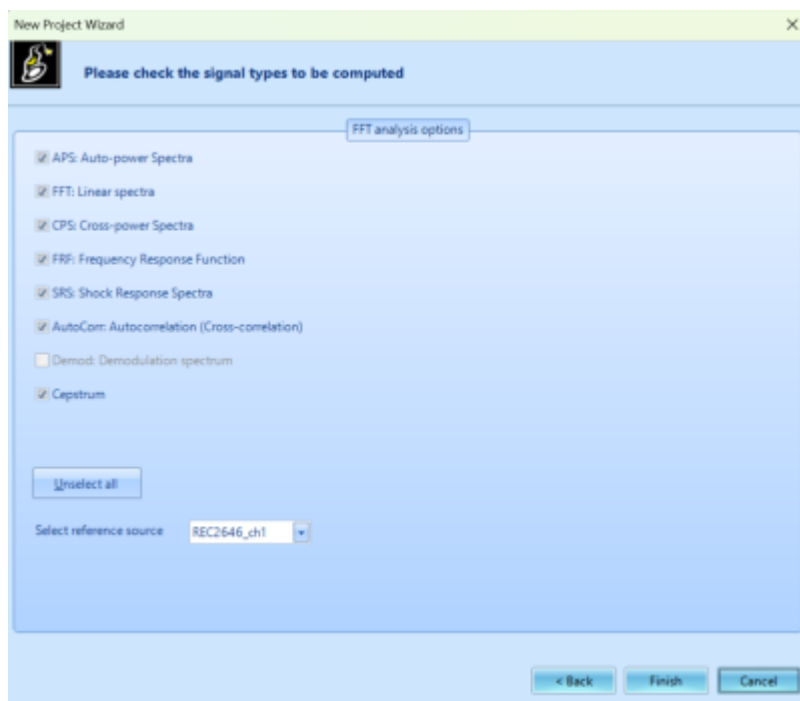 New Project Wizard
Please check the signal types to be computed
FFT analysis options
APS: Auto-power Spectra
FFT: Linear spectra
CPS: Cross-power Spectra
FRF: Frequency Response Function
SRS: Shock Response Spectra
AutoCorr: Autocorrelation (Cross-correlation)
Demod: Demodulation spectrum
Cepstrum
Unselect all
Select reference source REC2646_ch1
< Back Finish Cancel